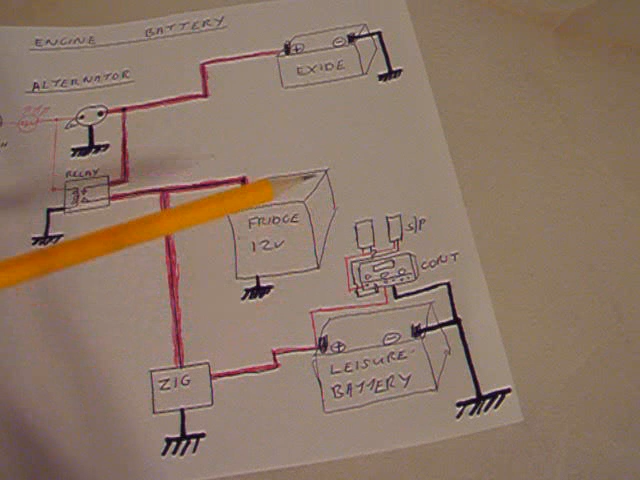 ENGINE BATTERY
EXIDE
ALTERNATOR
RELAY
FRIDGE
12V
S/P
CONT
LEISURE
BATTERY
ZIG